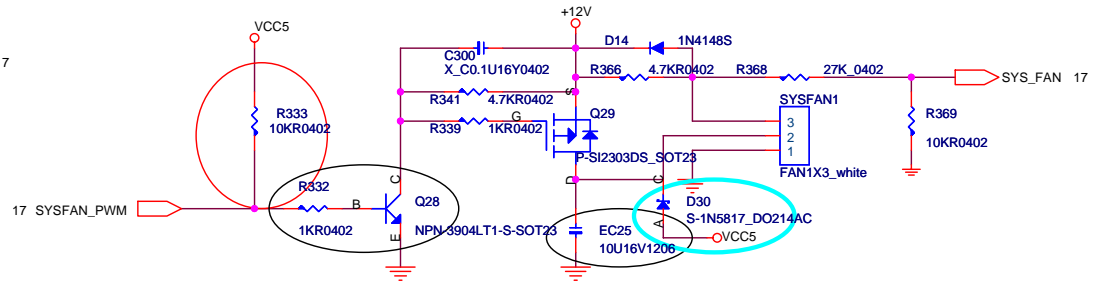 +12V
VCC5
D14 1N4148S
C300
X_C0.1U16Y0402
R366 4.7KR0402 R368 27K_0402
SYS_FAN 17
7
R341 4.7KR0402
S
SYSFAN1
R333
10KR0402
Q29
R369
10KR0402
3
2
1
R339 1KR0402
G
P-SI2303DS_SOT23
FAN1X3_white
R332
C
D
C
17 SYSFAN_PWM
B
Q28
D30
S-1N5817_DO214AC
1KR0402
E
NPN-3904LT1-S-SOT23
EC25
10U16V1206
A
VCC5